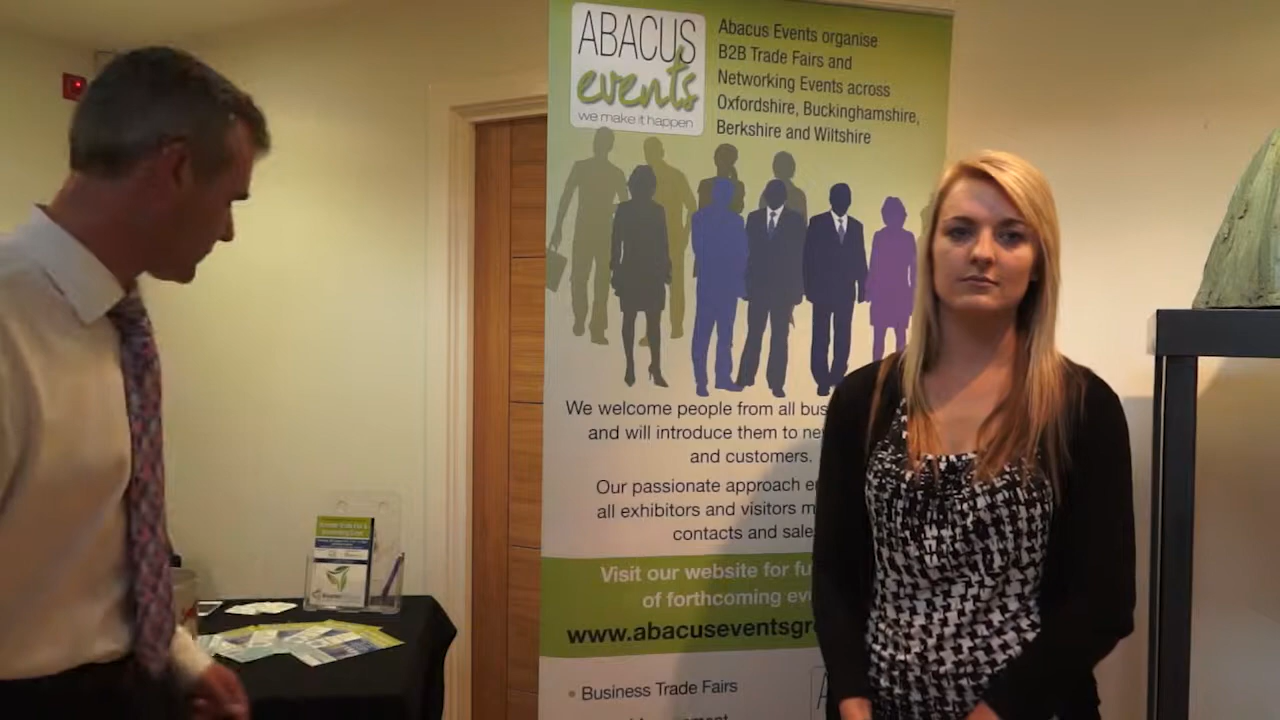 ABACUS
events
we make it happen
Abacus Events organise
B2B Trade Fairs and
Networking Events across
Oxfordshire, Buckinghamshire,
Berkshire and Wiltshire
We welcome people from all bus
and will introduce them to ne
and customers.
Our passionate approach e
all exhibitors and visitors m
contacts and sale
Visit our website for fu
of forthcoming ev
www.abacuseventsgr
• Business Trade Fairs